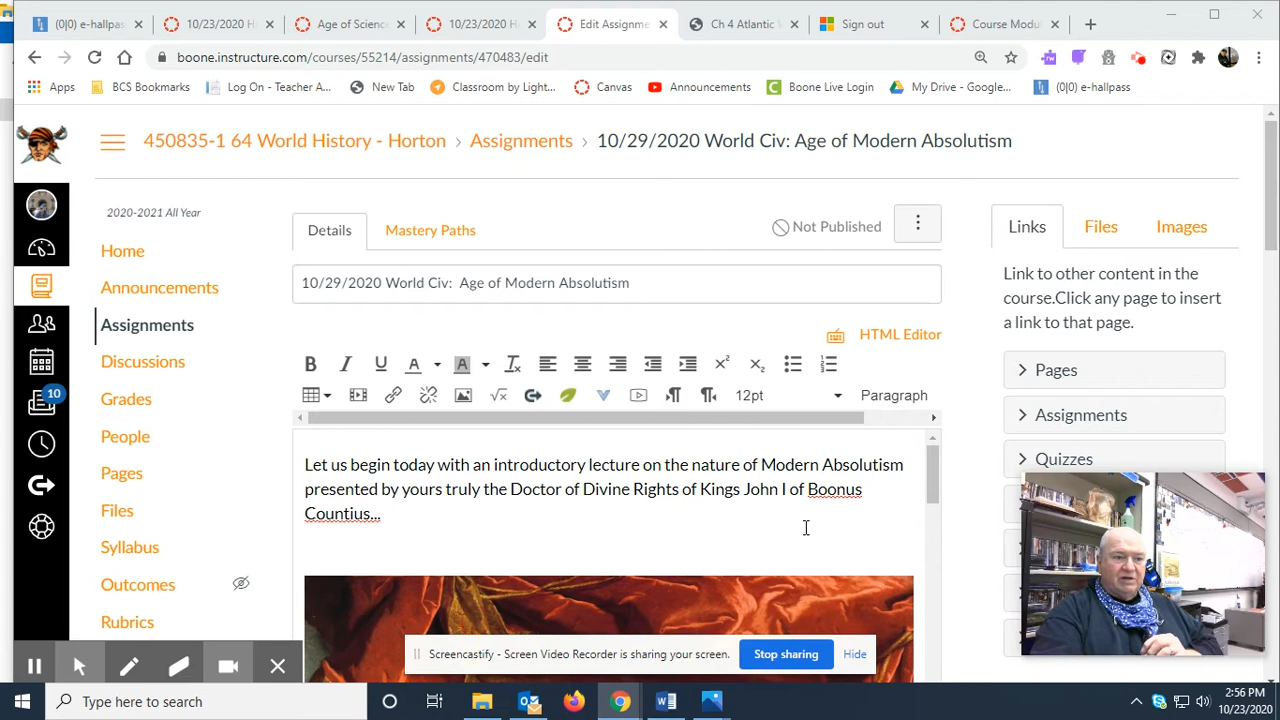 (0|0) e-hallpass
10/23/2020 H
Age of Science
10/23/2020 H
Edit Assignme
Ch 4 Atlantic
Sign out
Course Modu
boone.instructure.com/courses/55214/assignments/470483/edit
Apps
BCS Bookmarks
Log On - Teacher A...
New Tab
Classroom by Light...
Canvas
Announcements
Boone Live Login
My Drive - Google...
(0|0) e-hallpass
450835-1 64 World History - Horton › Assignments › 10/29/2020 World Civ: Age of Modern Absolutism
2020-2021 All Year
Home
Announcements
Assignments
Discussions
Grades
People
Pages
Files
Syllabus
Outcomes
Rubrics
10
Details
Mastery Paths
Not Published
10/29/2020 World Civ: Age of Modern Absolutism
HTML Editor
12pt
Paragraph
Let us begin today with an introductory lecture on the nature of Modern Absolutism
presented by yours truly the Doctor of Divine Rights of Kings John I of Boonus
Countius...
Links
Files
Images
Link to other content in the
course.Click any page to insert
a link to that page.
Pages
Assignments
Quizzes
Screencastify - Screen Video Recorder is sharing your screen.
Stop sharing
Hide
Type here to search
2:56 PM
10/23/2020